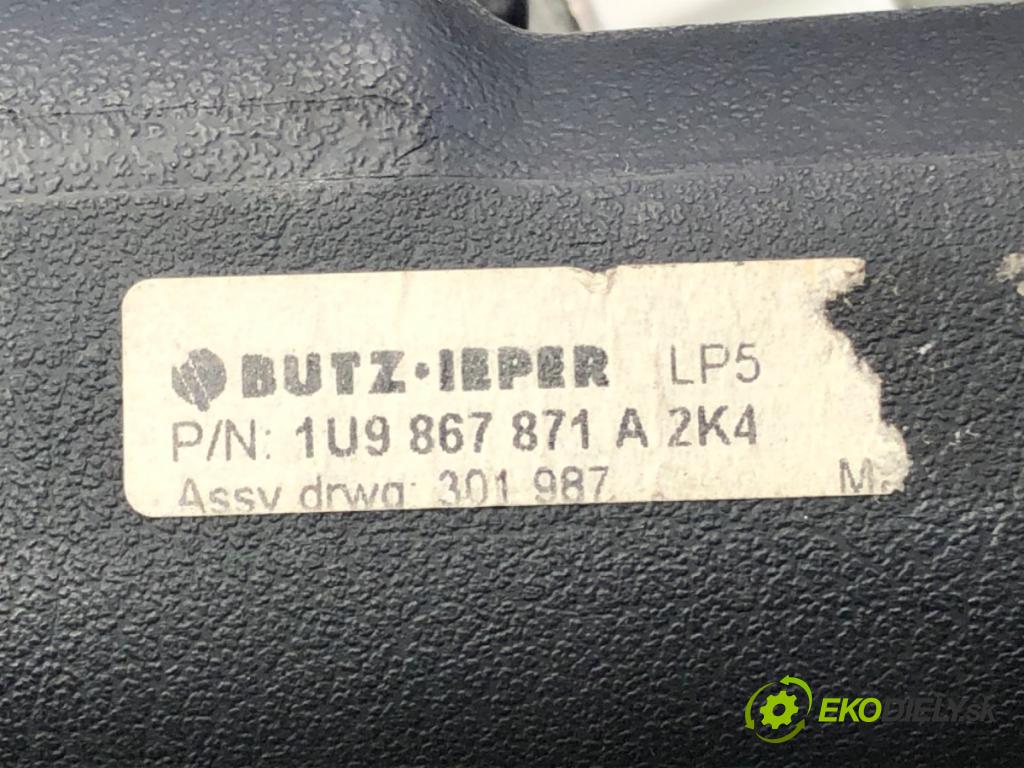 BUTZ·IEPER LP5
P/N: 1U9 867 871 A 2K4
Assy drwg: 301 987 M
EKODIELY.sk